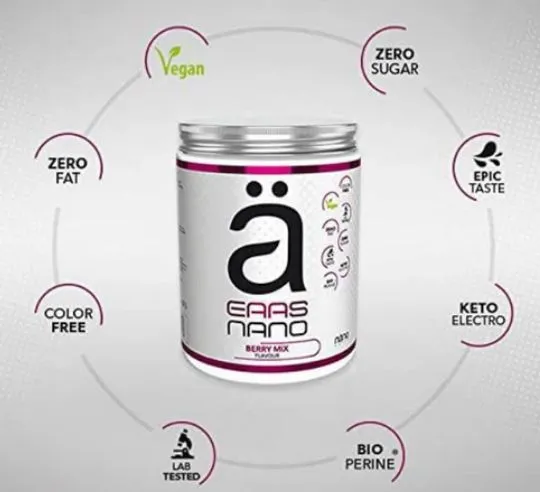 Vegan
ZERO
SUGAR
ZERO
FAT
EPIC
TASTE
ä
EAAS
NANO
BERRY MIX
FLAVOUR
nano
COLOR
FREE
KETO
ELECTRO
LAB
TESTED
BIO®
PERINE